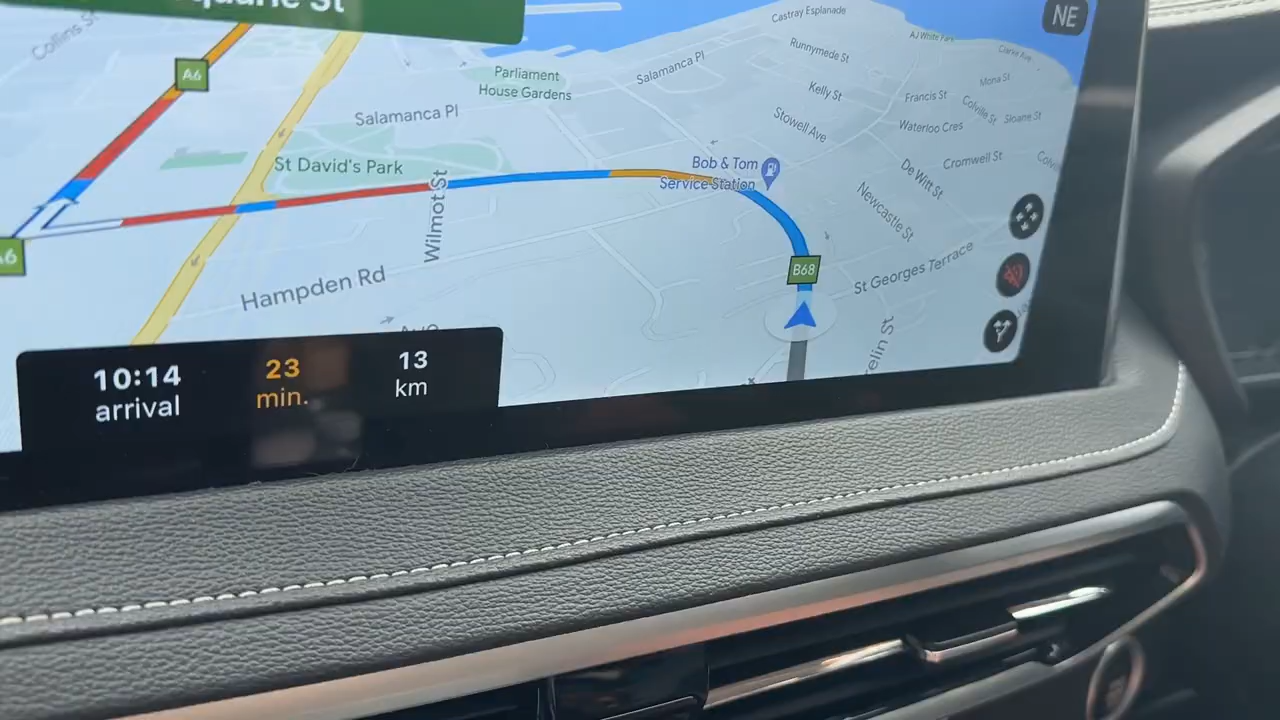 NE
Castray Esplanade
Collins St
AJ White Park
Runnymede St
Clarke Ave
A6
Parliament
House Gardens
Salamanca Pl
Mona St
Kelly St
Francis St
Colville St
Sloane St
Salamanca Pl
Stowell Ave
Waterloo Cres
St David's Park
Bob & Tom
Service Station
Cromwell St
De Witt St
Wilmot St
Newcastle St
A6
B68
St Georges Terrace
Hampden Rd
10:14
arrival
23
min.
13
km